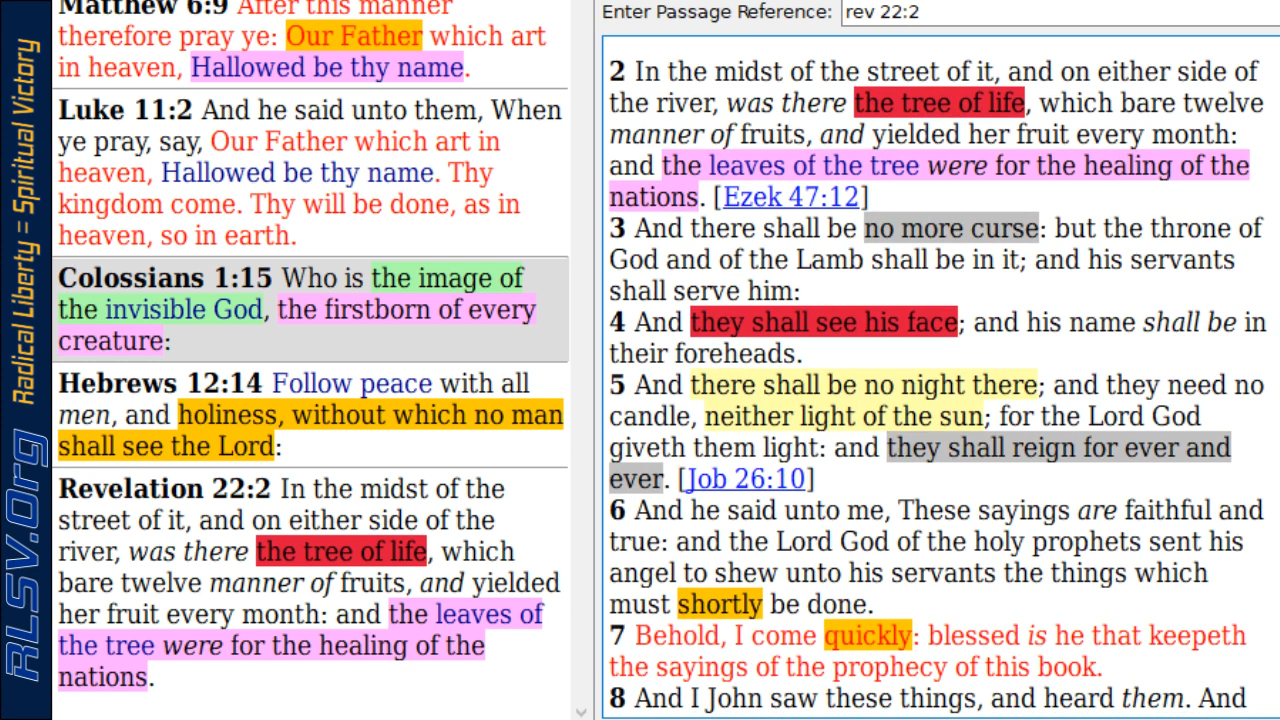 Radical Liberty = Spiritual Victory
RLSV.org
Matthew 6:9 After this manner
therefore pray ye: Our Father which art
in heaven, Hallowed be thy name.
Luke 11:2 And he said unto them, When
ye pray, say, Our Father which art in
heaven, Hallowed be thy name. Thy
kingdom come. Thy will be done, as in
heaven, so in earth.
Colossians 1:15 Who is the image of
the invisible God, the firstborn of every
creature:
Hebrews 12:14 Follow peace with all
men, and holiness, without which no man
shall see the Lord:
Revelation 22:2 In the midst of the
street of it, and on either side of the
river, was there the tree of life, which
bare twelve manner of fruits, and yielded
her fruit every month: and the leaves of
the tree were for the healing of the
nations.
Enter Passage Reference: rev 22:2
2 In the midst of the street of it, and on either side of
the river, was there the tree of life, which bare twelve
manner of fruits, and yielded her fruit every month:
and the leaves of the tree were for the healing of the
nations. [Ezek 47:12]
3 And there shall be no more curse: but the throne of
God and of the Lamb shall be in it; and his servants
shall serve him:
4 And they shall see his face; and his name shall be in
their foreheads.
5 And there shall be no night there; and they need no
candle, neither light of the sun; for the Lord God
giveth them light: and they shall reign for ever and
ever. [Job 26:10]
6 And he said unto me, These sayings are faithful and
true: and the Lord God of the holy prophets sent his
angel to shew unto his servants the things which
must shortly be done.
7 Behold, I come quickly: blessed is he that keepeth
the sayings of the prophecy of this book.
8 And I John saw these things, and heard them. And